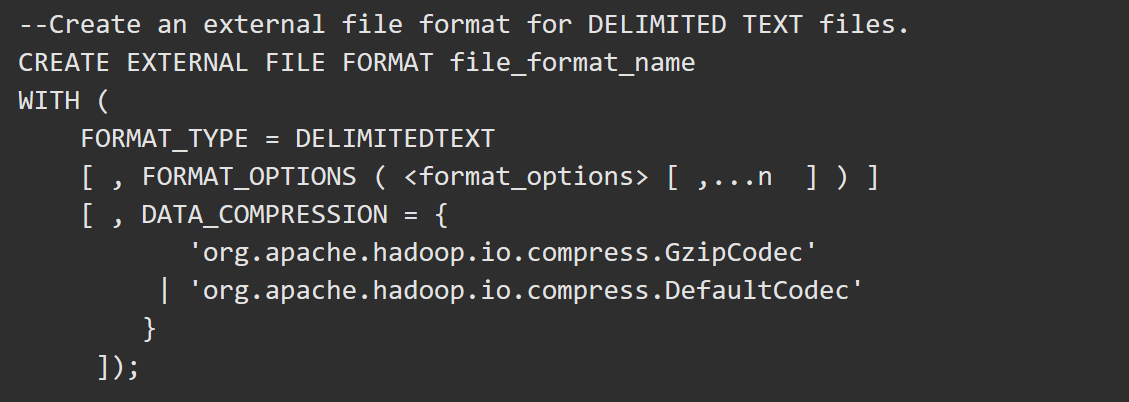 --Create an external file format for DELIMITED TEXT files.
CREATE EXTERNAL FILE FORMAT file_format_name
WITH (
    FORMAT_TYPE = DELIMITEDTEXT
    [ , FORMAT_OPTIONS ( <format_options> [ ,...n  ] ) ]
    [ , DATA_COMPRESSION = {
           'org.apache.hadoop.io.compress.GzipCodec'
         | 'org.apache.hadoop.io.compress.DefaultCodec'
        }
     ]);